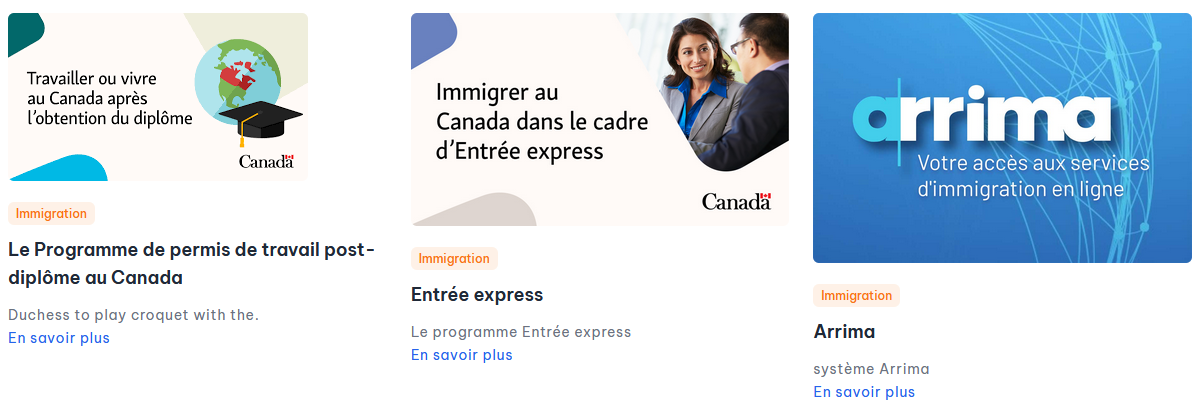 Travailler ou vivre
au Canada après
l'obtention du diplôme
Canada
Immigration
Le Programme de permis de travail post-
diplôme au Canada
Duchess to play croquet with the.
En savoir plus
Immigrer au
Canada dans le cadre
d'Entrée express
Canada
Immigration
Entrée express
Le programme Entrée express
En savoir plus
arrima
Votre accès aux services
d'immigration en ligne
Immigration
Arrima
système Arrima
En savoir plus